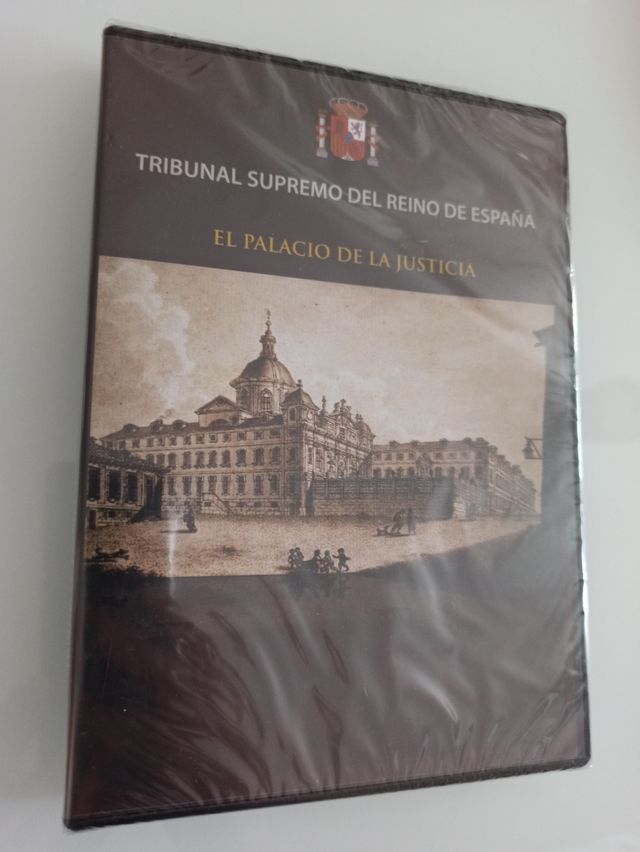 TRIBUNAL SUPREMO DEL REINO DE ESPAÑA
EL PALACIO DE LA JUSTICIA